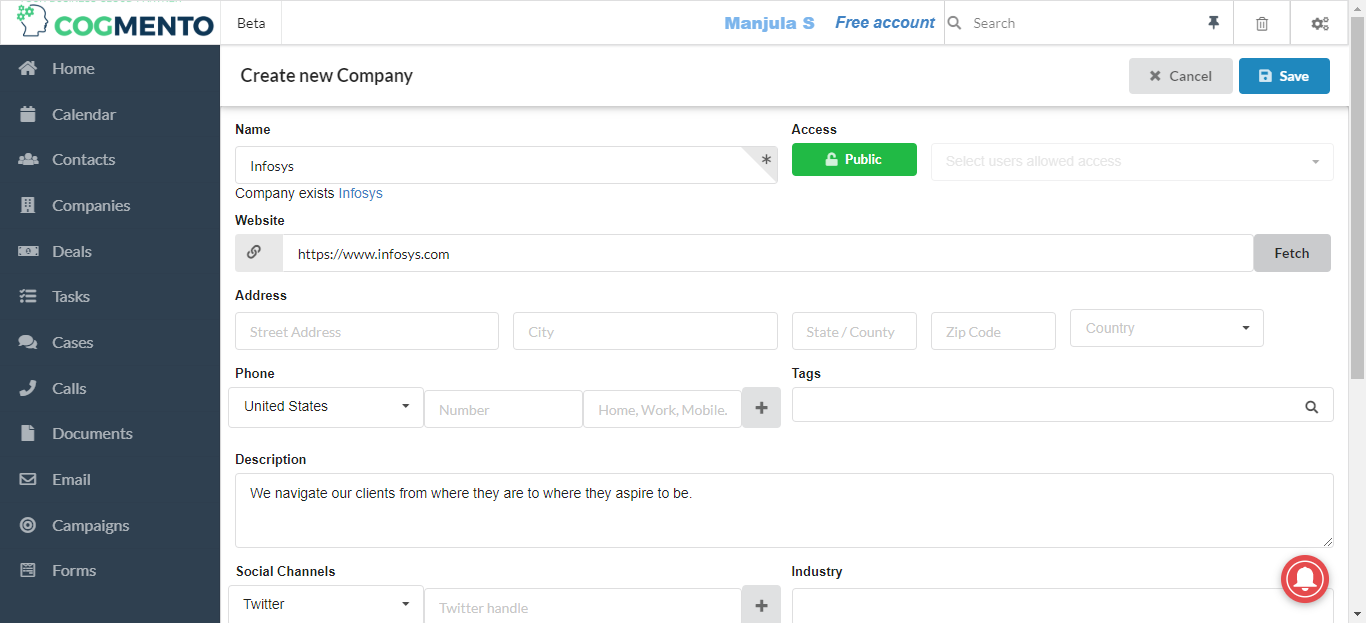 COGMENTO
Beta
Manjula S
Free account
Search
Home
Calendar
Contacts
Companies
Deals
Tasks
Cases
Calls
Documents
Email
Campaigns
Forms
Create new Company
Cancel
Save
Name
Access
Infosys
*
Public
Select users allowed access
Company exists Infosys
Website
https://www.infosys.com
Fetch
Address
Street Address
City
State / County
Zip Code
Country
Phone
Tags
United States
Number
Home, Work, Mobile.
Description
We navigate our clients from where they are to where they aspire to be.
Social Channels
Industry
Twitter
Twitter handle